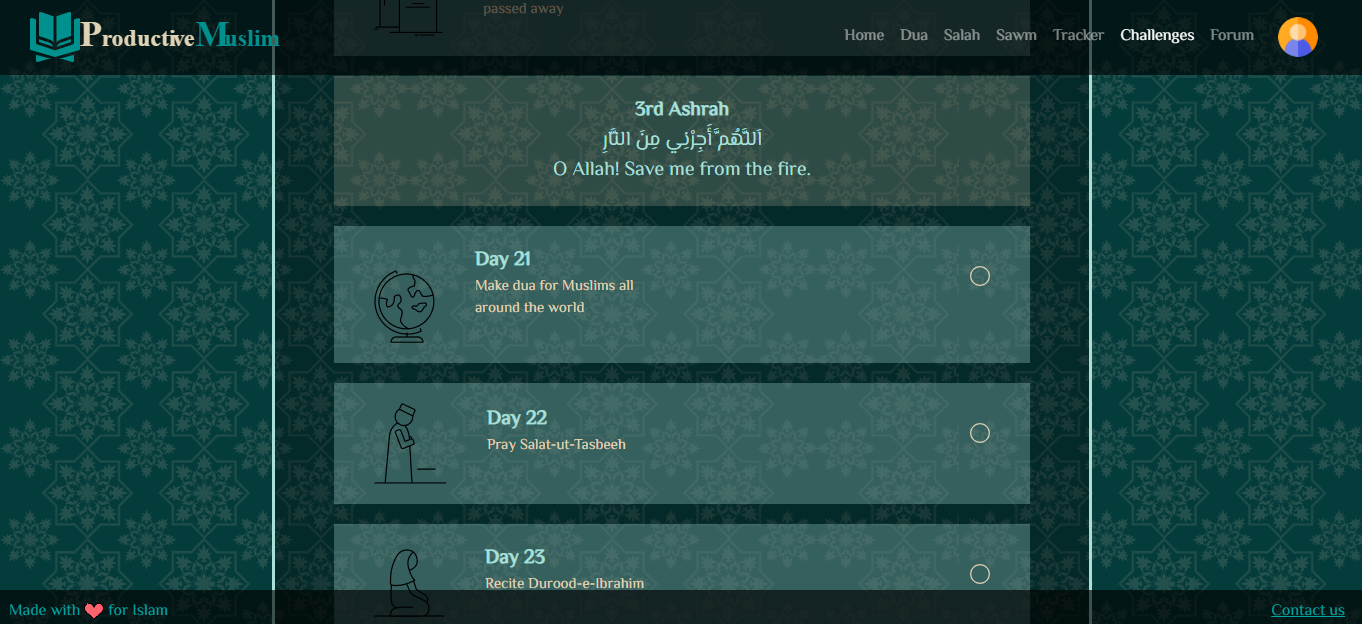 ProductiveMuslim
Home Dua Salah Sawm Tracker Challenges Forum
passed away
3rd Ashrah
اَللَّهُمَّ أَجِرْنِي مِنَ النَّارِ
O Allah! Save me from the fire.
Day 21
Make dua for Muslims all
around the world
Day 22
Pray Salat-ut-Tasbeeh
Day 23
Recite Durood-e-Ibrahim
Made with ❤ for Islam
Contact us